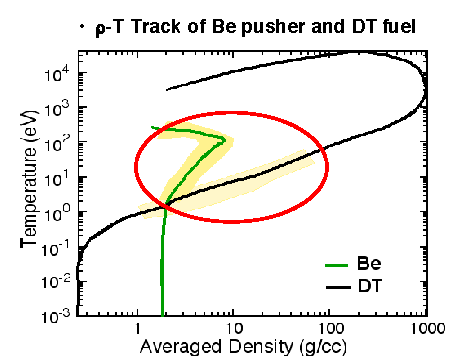 • ρ-T Track of Be pusher and DT fuel
10⁴
10³
10²
10¹
10⁰
10⁻¹
10⁻²
10⁻³
Temperature (eV)
Be
DT
1
10
100
1000
Averaged Density (g/cc)